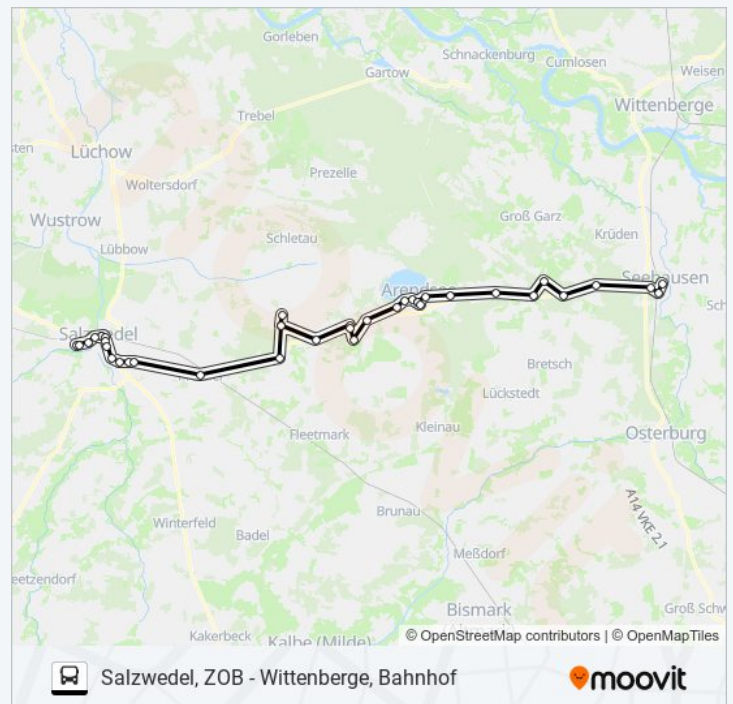 Gorleben
Schnackenburg
Cumlosen
Gartow
Weisen
Wittenberge
Trebel
Lüchow
Prezelle
Woltersdorf
Groß Garz
Wustrow
Krüden
Schletau
Lübbow
Seehausen
Salzwedel
Bretsch
Lückstedt
Kleinau
Fleetmark
Osterburg
A14 VKE 2.1
Brunau
Winterfeld
Badel
Meßdorf
eetzendorf
Bismark
Groß Schw
Kakerbeck
Kalbe (Milde)
© OpenStreetMap contributors | © OpenMapTiles
Salzwedel, ZOB - Wittenberge, Bahnhof
moovit